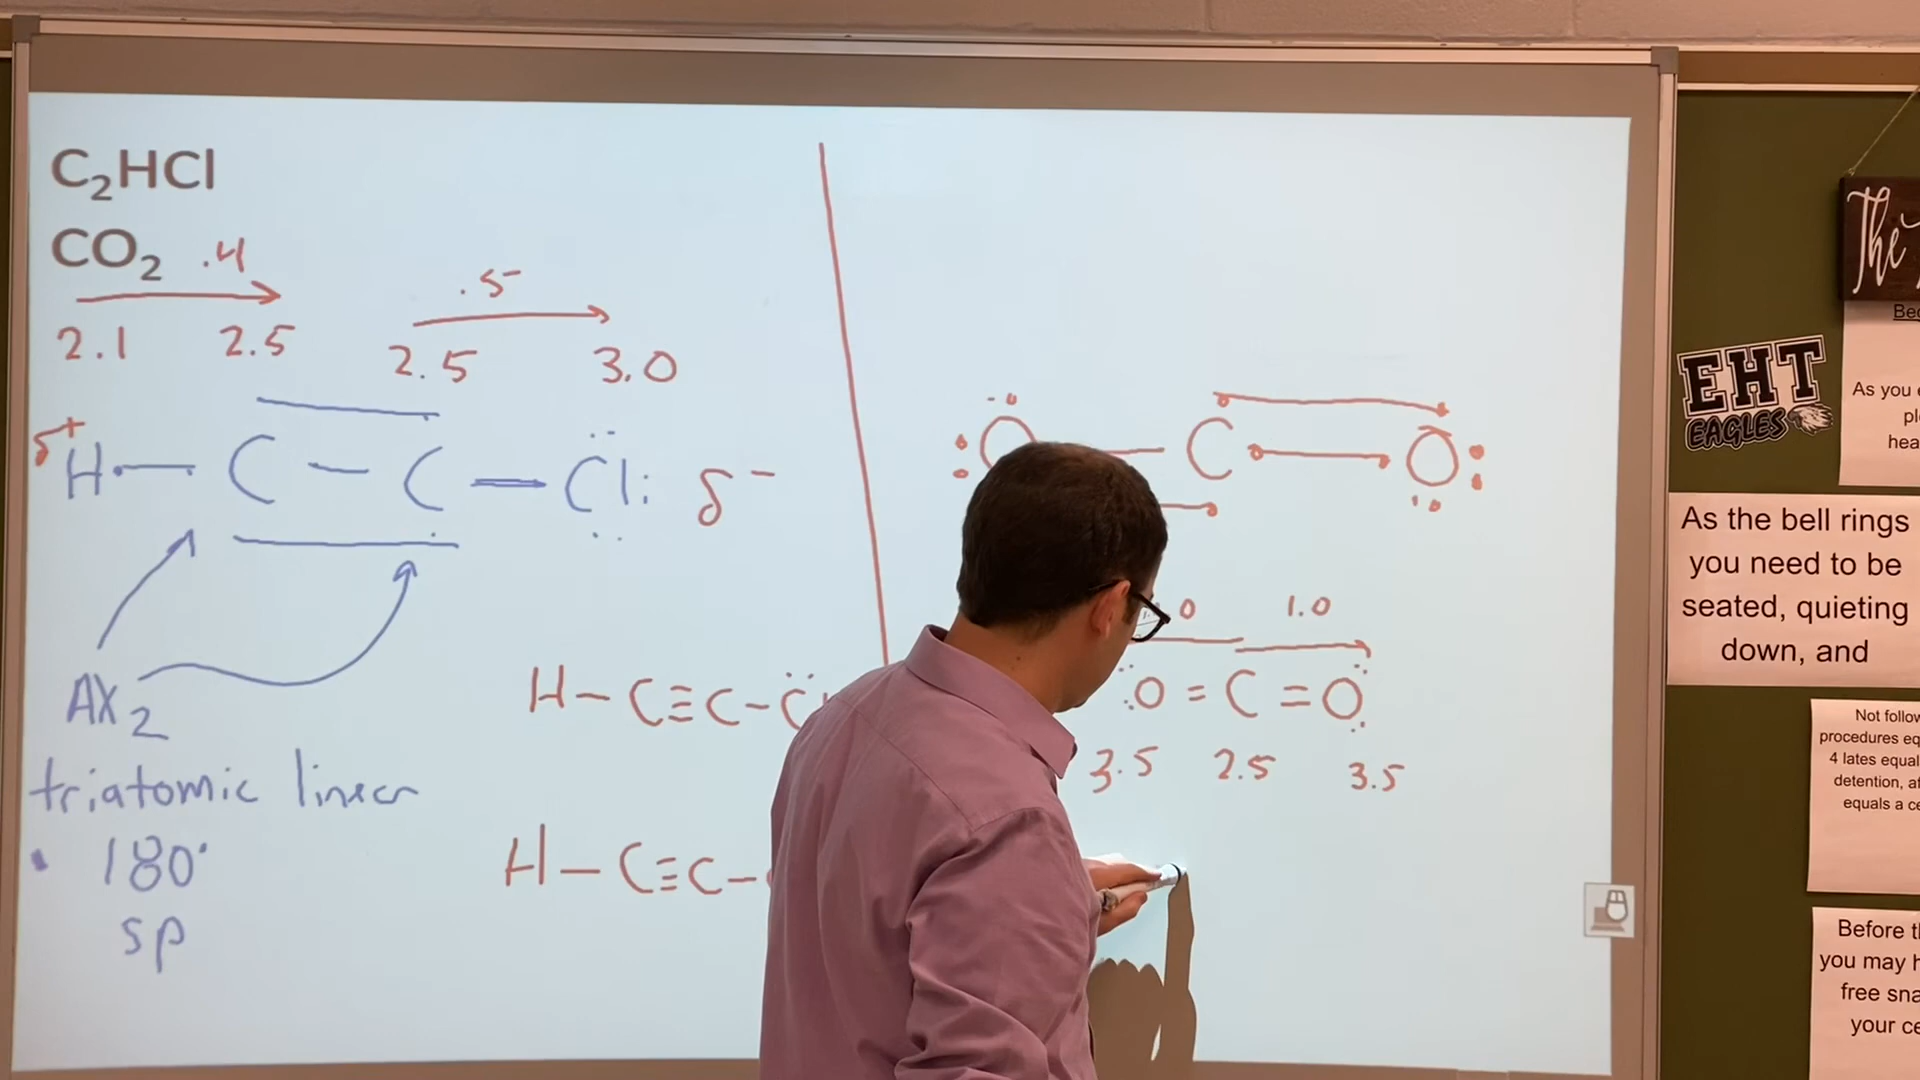 C₂HCl
CO₂
.4
2.1 2.5
.5
2.5 3.0
δ+
H — C — C — Cl: δ−
AX₂
triatomic linear
180°
sp
H — C≡C — C
H — C≡C —
O — C — O
0 1.0
:O = C = O
3.5 2.5 3.5
The
EHT
EAGLES
As you
As the bell rings
you need to be
seated, quieting
down, and
Not follow
procedures eq
4 lates equal
detention, a
equals a ce
Before t
you may h
free sna
your ce